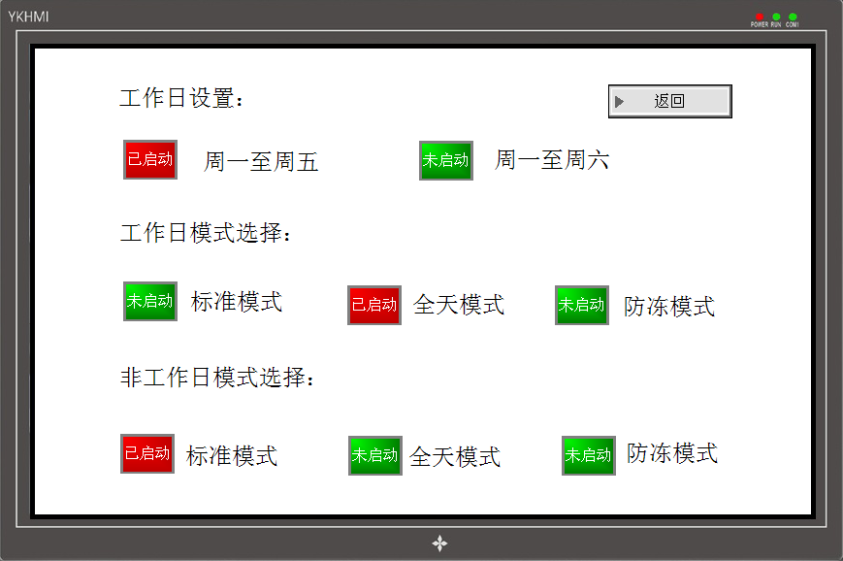 YKHMI
POWER RUN COM1
工作日设置:
返回
已启动 周一至周五 未启动 周一至周六
工作日模式选择:
未启动 标准模式 已启动 全天模式 未启动 防冻模式
非工作日模式选择:
已启动 标准模式 未启动 全天模式 未启动 防冻模式